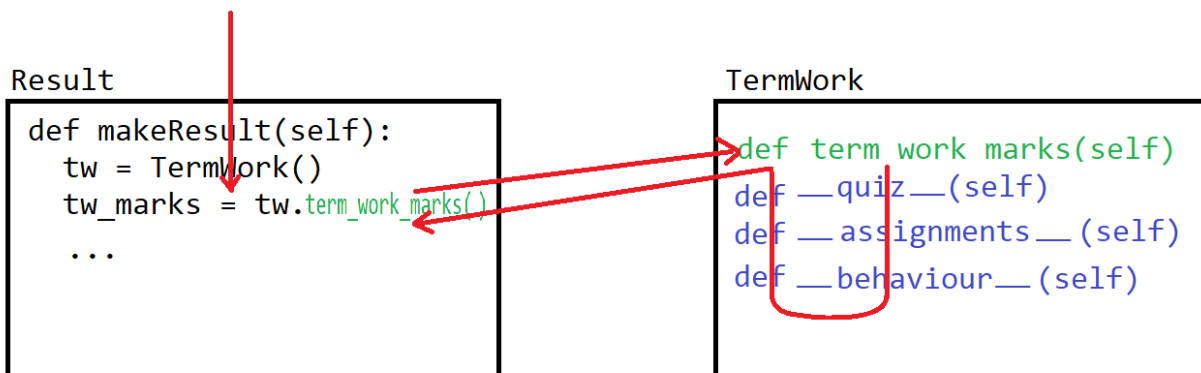 Result
def makeResult(self):
tw = TermWork()
tw_marks = tw.term_work_marks()
...
TermWork
def term work marks(self)
def __quiz__(self)
def __assignments__(self)
def __behaviour__(self)